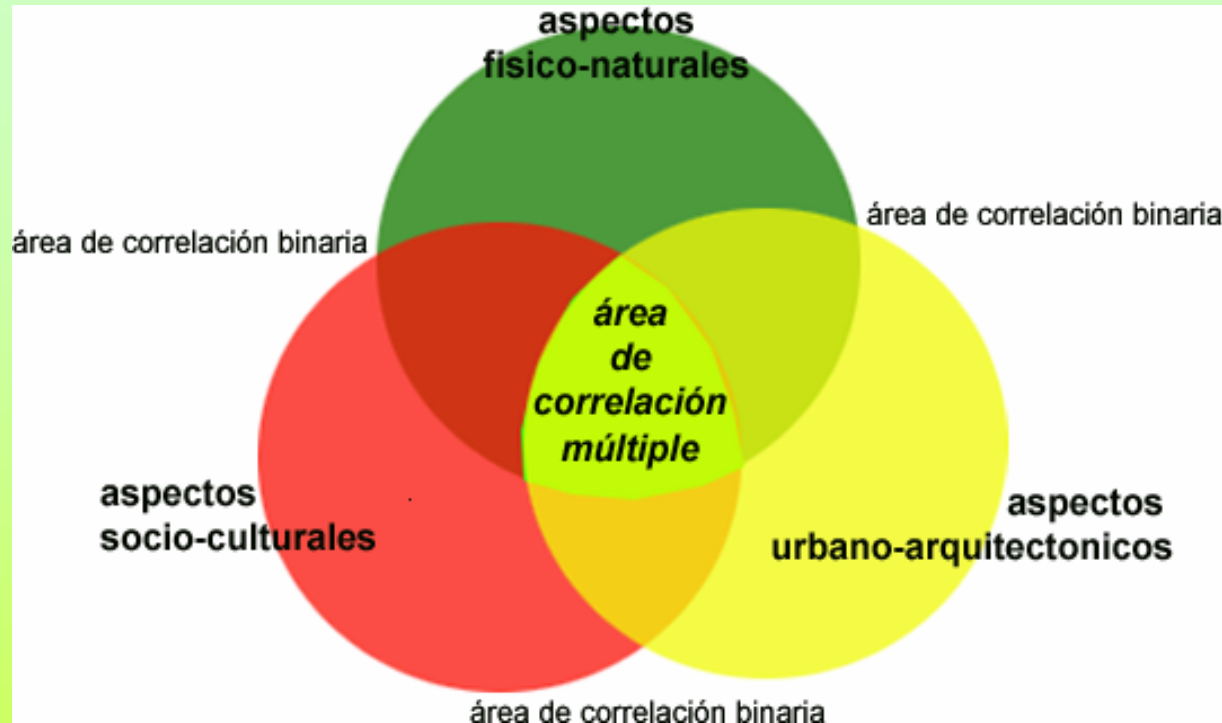 aspectos
fisico-naturales
área de correlación binaria
área de correlación binaria
área
de
correlación
múltiple
aspectos
socio-culturales
aspectos
urbano-arquitectonicos
área de correlación binaria